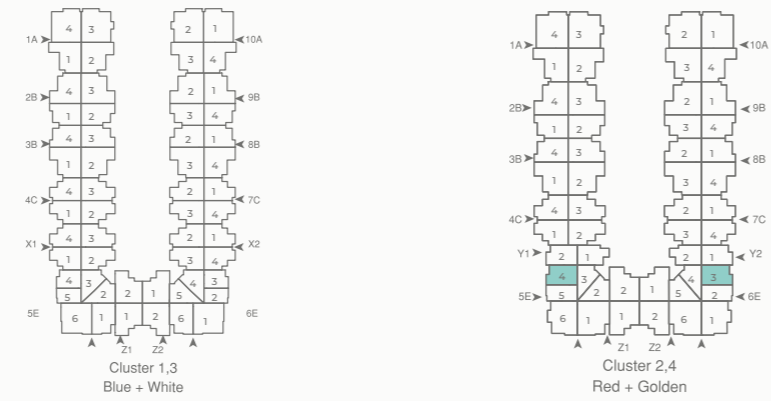 4 3 2 1
1A 10A
1 2 3 4
4 3 2 1
2B 9B
1 2 3 4
4 3 2 1
3B 8B
1 2 3 4
4 3 2 1
4C 7C
1 2 3 4
4 3 2 1
X1 X2
1 2 3 4
4 3 4 3
5 2 2 1 5 2
5E 6 1 1 2 6 1 6E
Z1 Z2
Cluster 1,3
Blue + White
4 3 2 1
1A 10A
1 2 3 4
4 3 2 1
2B 9B
1 2 3 4
4 3 2 1
3B 8B
1 2 3 4
4 3 2 1
4C 7C
1 2 3 4
Y1 2 1 2 1 Y2
4 3 4 3
5E 5 2 2 1 5 2 6E
6 1 1 2 6 1
Z1 Z2
Cluster 2,4
Red + Golden